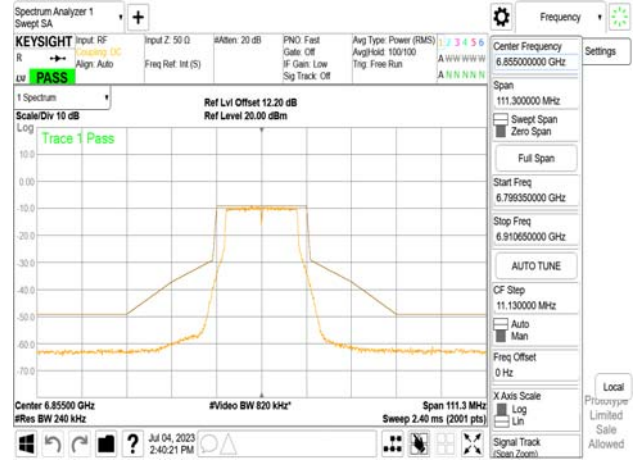 Spectrum Analyzer 1
Swept SA
+
Frequency
KEYSIGHT
R
LW PASS
Input: RF
Coupling: DC
Align: Auto
Input Z: 50 Ω
Freq Ref: Int (S)
#Atten: 20 dB
PNO: Fast
Gate: Off
IF Gain: Low
Sig Track: Off
Avg Type: Power (RMS)
Avg|Hold: 100/100
Trig: Free Run
1 2 3 4 5 6
A W W W W W
A N N N N N
1 Spectrum
Scale/Div 10 dB
Ref Lvl Offset 12.20 dB
Ref Level 20.00 dBm
Log
Trace 1 Pass
10.0
0.00
-10.0
-20.0
-30.0
-40.0
-50.0
-60.0
-70.0
Center 6.85500 GHz
#Res BW 240 kHz
#Video BW 820 kHz*
Span 111.3 MHz
Sweep 2.40 ms (2001 pts)
Jul 04, 2023
2:40:21 PM
Center Frequency
6.855000000 GHz
Settings
Span
111.300000 MHz
Swept Span
Zero Span
Full Span
Start Freq
6.799350000 GHz
Stop Freq
6.910650000 GHz
AUTO TUNE
CF Step
11.130000 MHz
Auto
Man
Freq Offset
0 Hz
X Axis Scale
Log
Lin
Signal Track
(Span Zoom)
Local
Prototype
Limited
Sale
Allowed